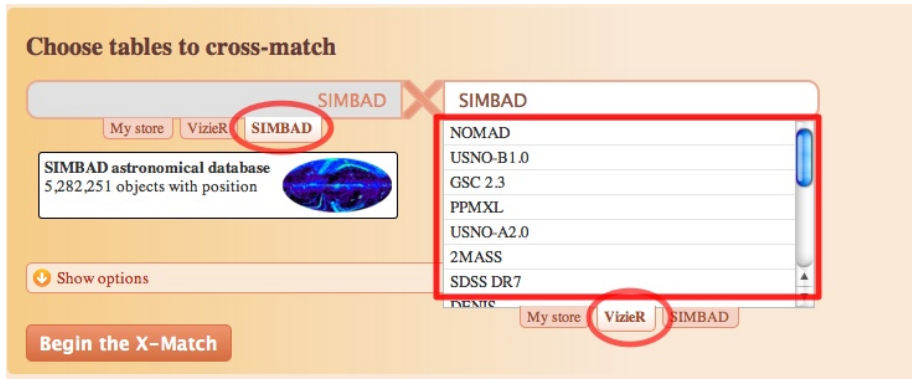 Choose tables to cross-match
SIMBAD
SIMBAD
My store VizieR SIMBAD
SIMBAD astronomical database
5,282,251 objects with position
NOMAD
USNO-B1.0
GSC 2.3
PPMXL
USNO-A2.0
2MASS
SDSS DR7
DENIS
My store VizieR SIMBAD
Show options
Begin the X-Match